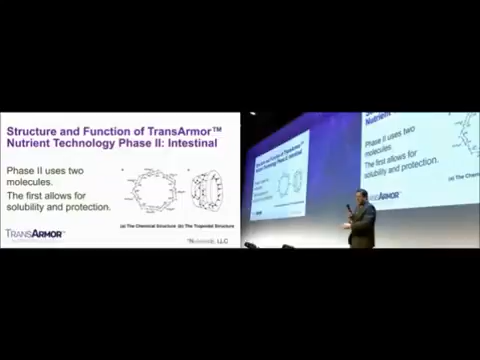 Structure and Function of TransArmor™
Nutrient Technology Phase II: Intestinal
Phase II uses two
molecules.
The first allows for
solubility and protection.
(a) The Chemical Structure (b) The Toroidal Structure
TRANSARMOR™
LLC
Nutrient
Phase II uses two
molecules.
The first allows for
solubility and protection.
(a) The Chem
TRANSARMOR